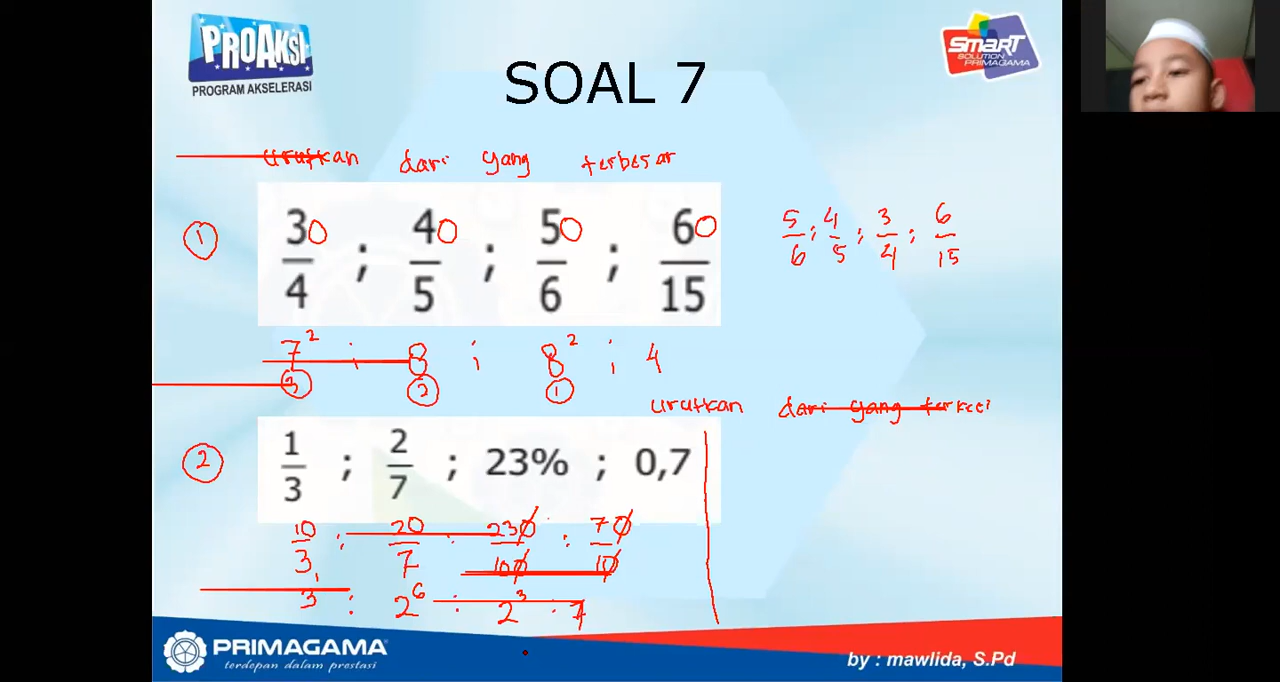 PROAKSI
PROGRAM AKSELERASI
SMART
SOLUTION
PRIMAGAMA
SOAL 7
urutkan dari yang terbesar
1 30/4 ; 40/5 ; 50/6 ; 60/15
5/6 ; 4/5 ; 3/4 ; 6/15
7² ; 8 ; 8² ; 4
3 2 1
urutkan dari yang terkecil
2 1/3 ; 2/7 ; 23% ; 0,7
10/3 : 20/7 : 230/100 : 70/10
3 : 2⁶ : 2³ : 7
PRIMAGAMA
terdepan dalam prestasi
by : mawlida, S.Pd